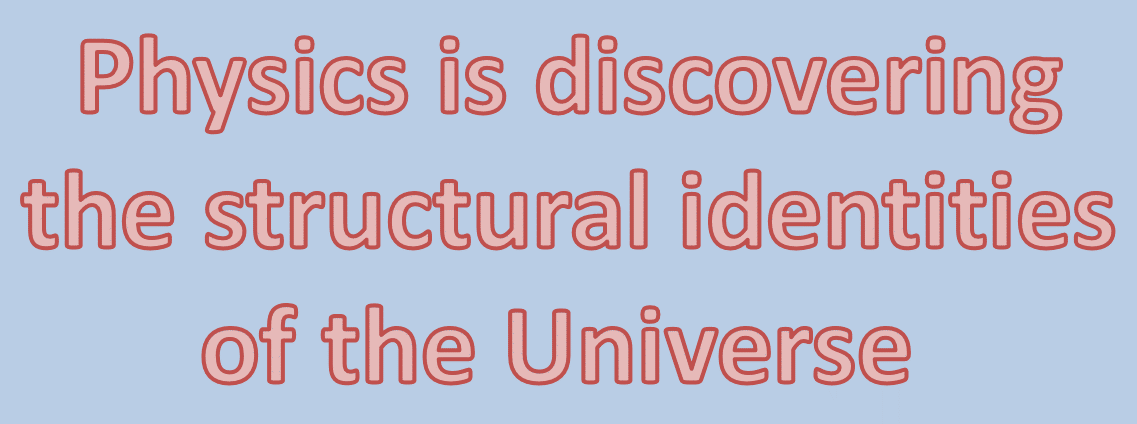 Physics is discovering
the structural identities
of the Universe